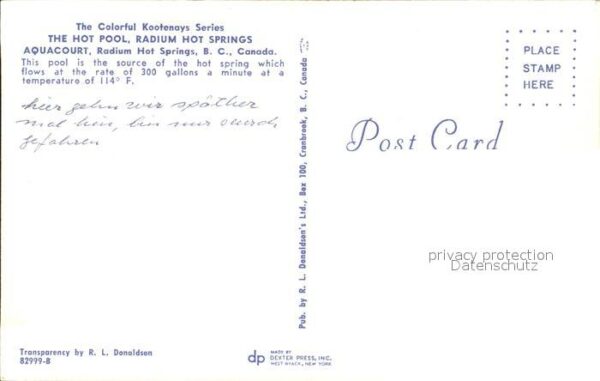 The Colorful Kootenays Series
THE HOT POOL, RADIUM HOT SPRINGS
AQUACOURT, Radium Hot Springs, B. C., Canada.
This pool is the source of the hot spring which
flows at the rate of 300 gallons a minute at a
temperature of 114° F.
hier gehn wir späther
mal hin, bin nur durch
gefahren
Pub. by R. L. Donaldson's Ltd., Box 100, Cranbrook, B. C., Canada
PLACE
STAMP
HERE
Post Card
privacy protection
Datenschutz
Transparency by R. L. Donaldson
82999-B
dp
MADE BY
DEXTER PRESS, INC.
WEST NYACK, NEW YORK